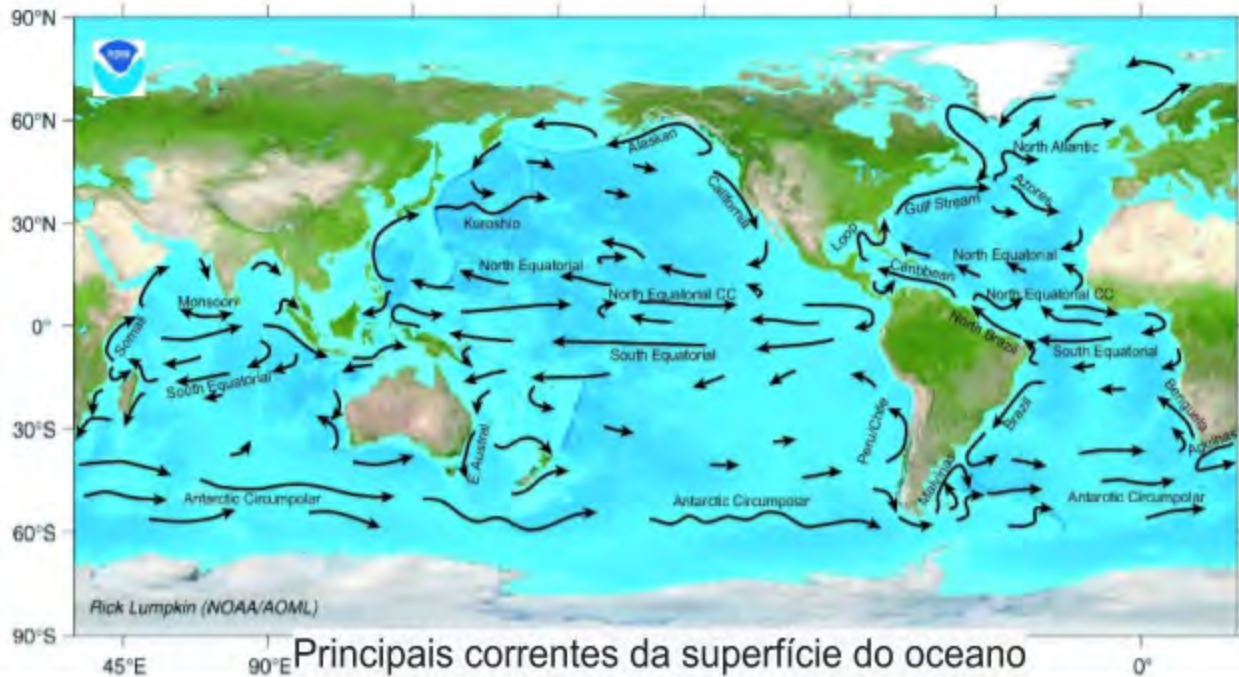 90°N
NOAA
60°N
Alaskan
North Atlantic
California
Gulf Stream
Azores
30°N
Kuroshio
Loop
North Equatorial
North Equatorial
Caribbean
Monsoon
North Equatorial CC
North Equatorial CC
0°
Somali
North Brazil
South Equatorial
South Equatorial
South Equatorial
Brazil
Benguela
30°S
E Austral
Peru/Chile
Malvinas
Agulhas
Antarctic Circumpolar
Antarctic Circumpolar
Antarctic Circumpolar
60°S
Rick Lumpkin (NOAA/AOML)
90°S
45°E
90°E
Principais correntes da superfície do oceano
0°